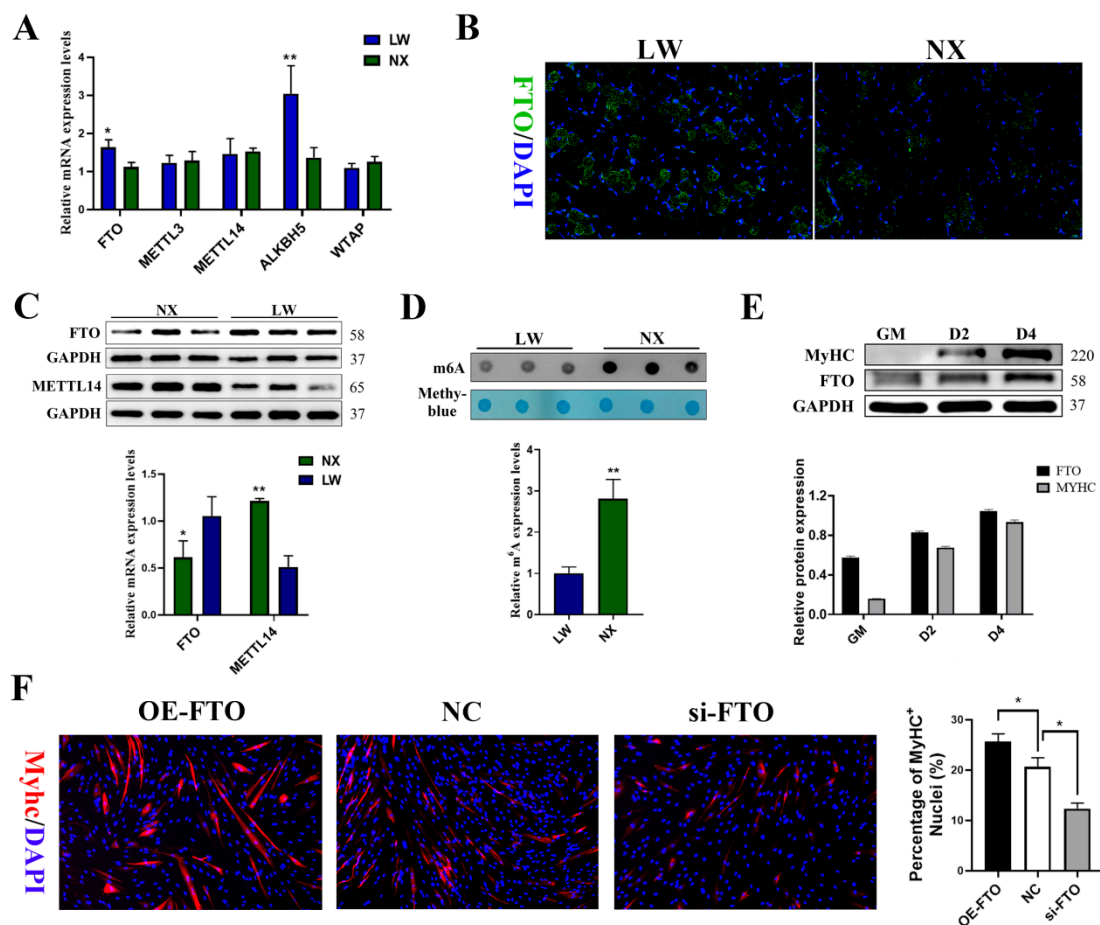 A
Relative mRNA expression levels
4
3
2
1
0
LW
NX
*
**
FTO
METTL3
METTL14
ALKBH5
WTAP
B
LW
NX
FTO/DAPI
C
NX
LW
FTO
58
GAPDH
37
METTL14
65
GAPDH
37
Relative mRNA expression levels
1.5
1.0
0.5
0.0
NX
LW
*
**
FTO
METTL14
D
LW
NX
m6A
Methy-
blue
Relative m6A expression levels
4
3
2
1
0
**
LW
NX
E
GM
D2
D4
MyHC
220
FTO
58
GAPDH
37
Reletive protein expression
1.2
0.8
0.4
0.0
FTO
MYHC
GM
D2
D4
F
OE-FTO
NC
si-FTO
Myhc/DAPI
Percentage of MyHC+
Nuclei (%)
30
20
10
0
*
*
OE-FTO
NC
si-FTO